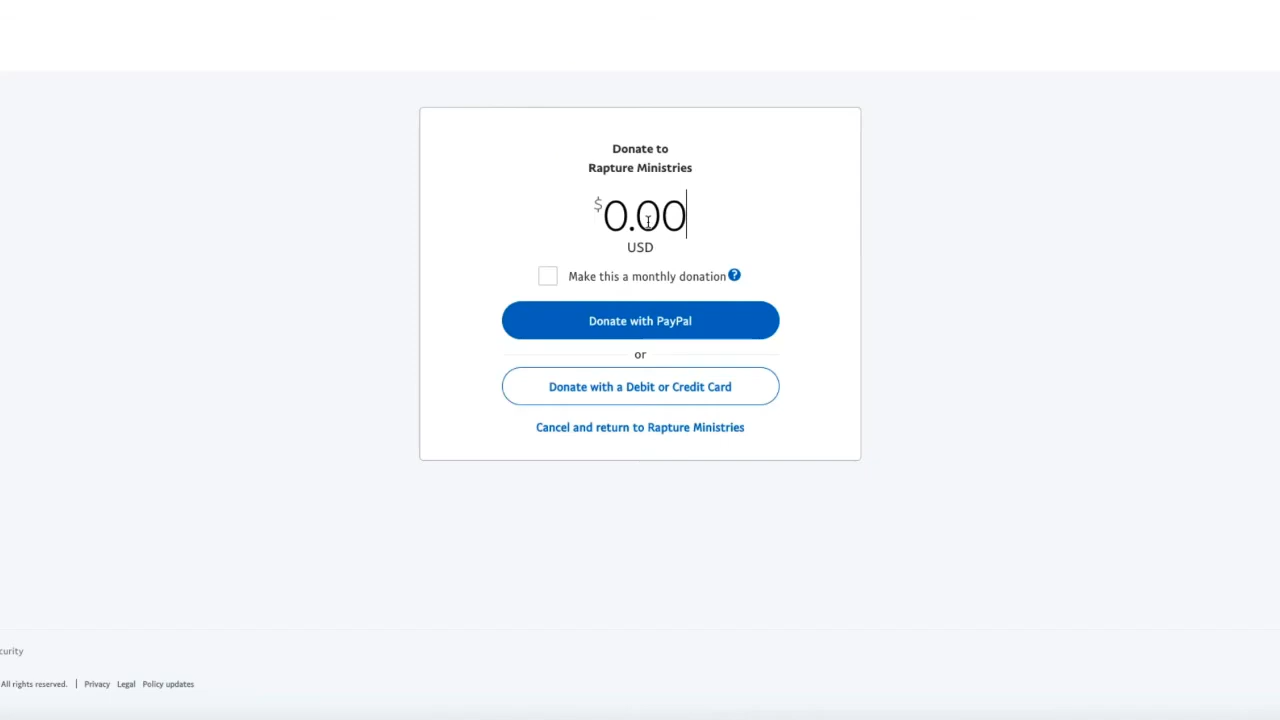 Donate to
Rapture Ministries
$0.00
USD
Make this a monthly donation ?
Donate with PayPal
or
Donate with a Debit or Credit Card
Cancel and return to Rapture Ministries
curity
All rights reserved. | Privacy Legal Policy updates